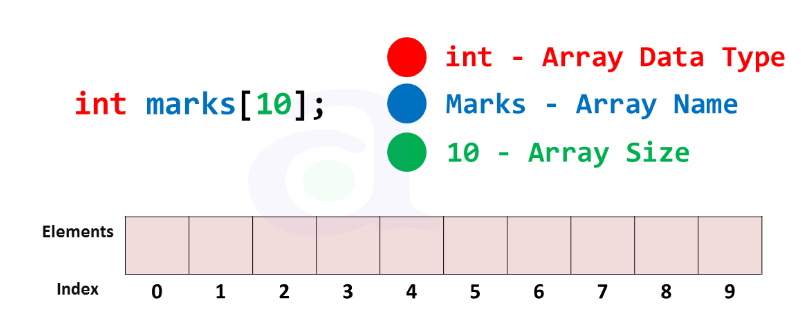 int - Array Data Type
int marks[10];
Marks - Array Name
10 - Array Size
Elements
Index 0 1 2 3 4 5 6 7 8 9